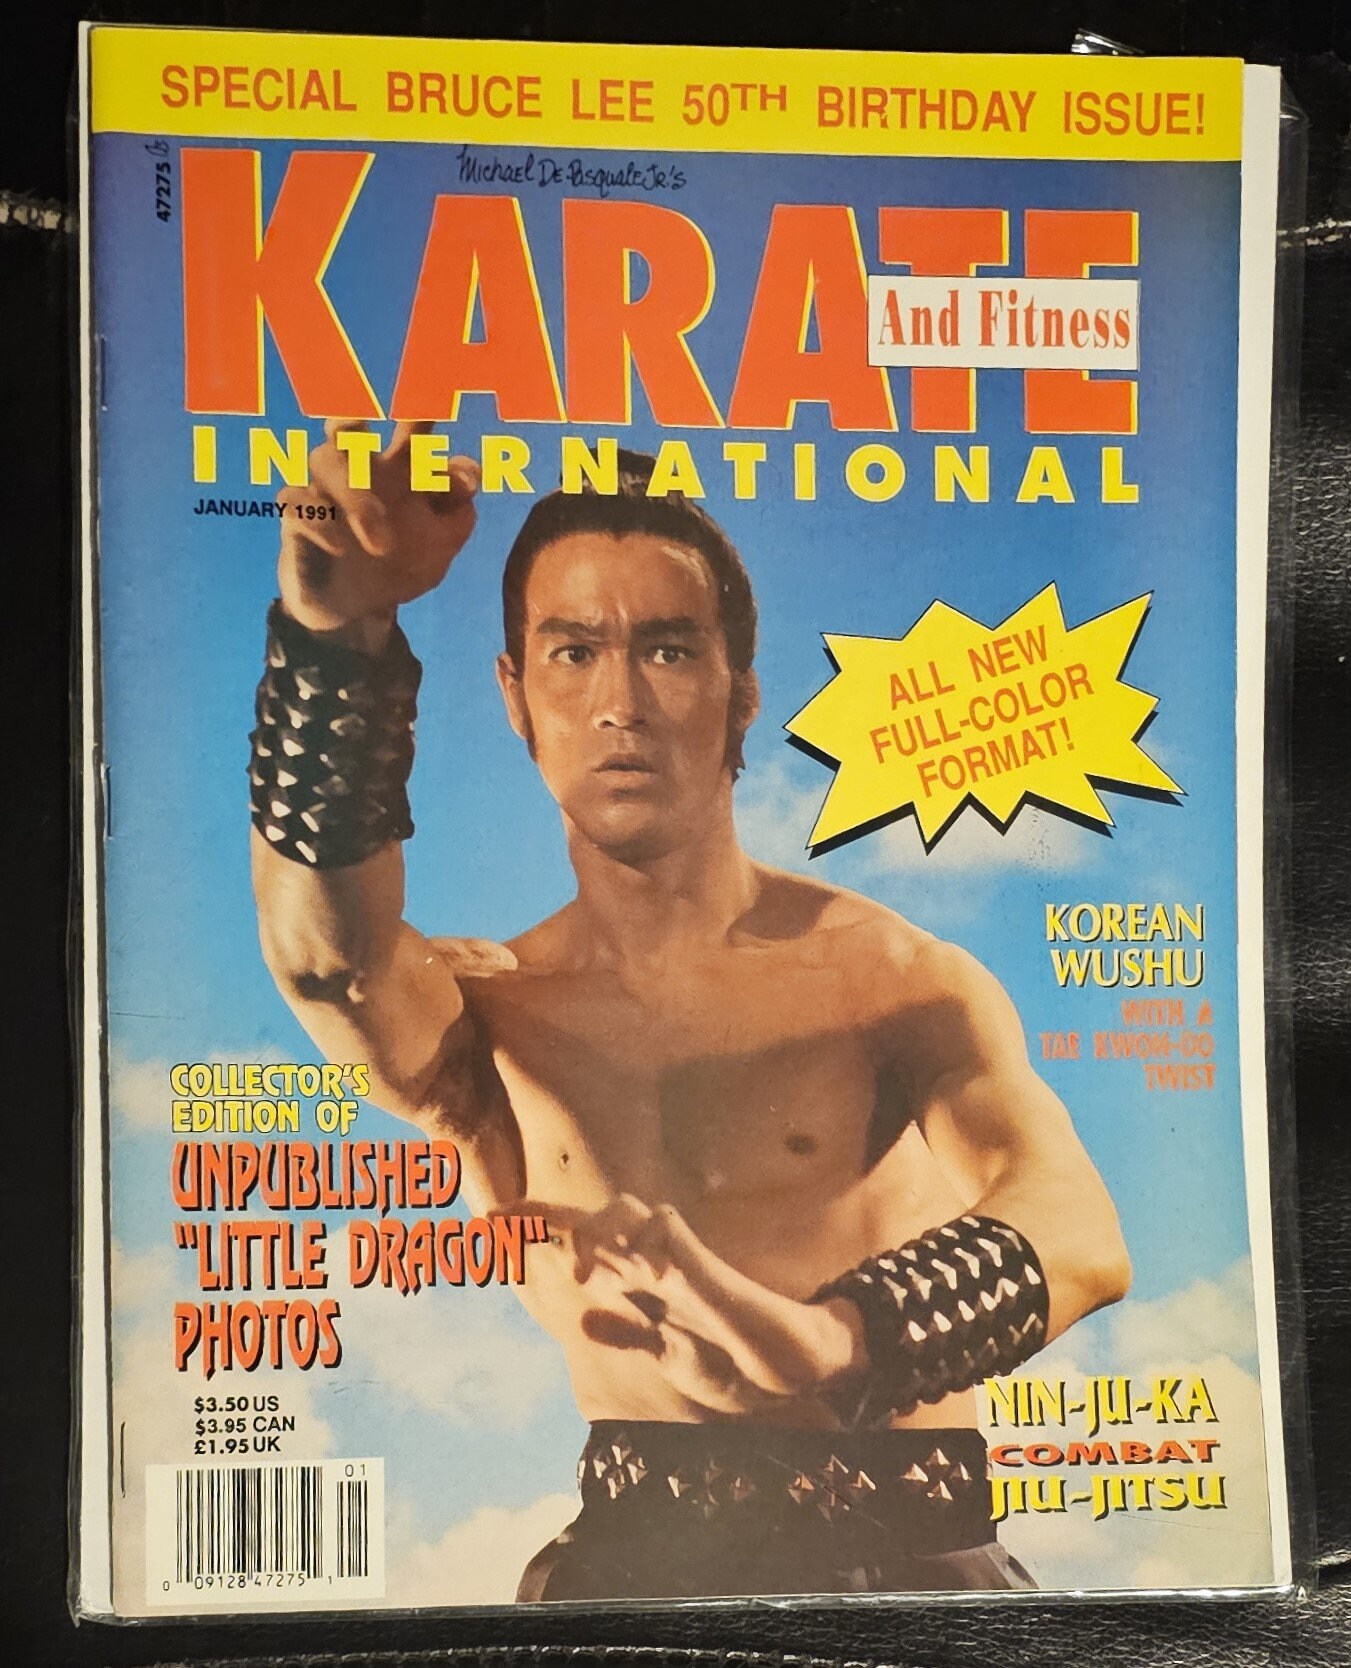 SPECIAL BRUCE LEE 50TH BIRTHDAY ISSUE!
47275
Michael DePasquale Jr.'s
KARATE
And Fitness
INTERNATIONAL
JANUARY 1991
ALL NEW
FULL-COLOR
FORMAT!
KOREAN
WUSHU
WITH A
TAE KWON-DO
TWIST
COLLECTOR'S
EDITION OF
UNPUBLISHED
"LITTLE DRAGON"
PHOTOS
$3.50 US
$3.95 CAN
£1.95 UK
01
0 09128 47275 1
NIN-JU-KA
COMBAT
JIU-JITSU